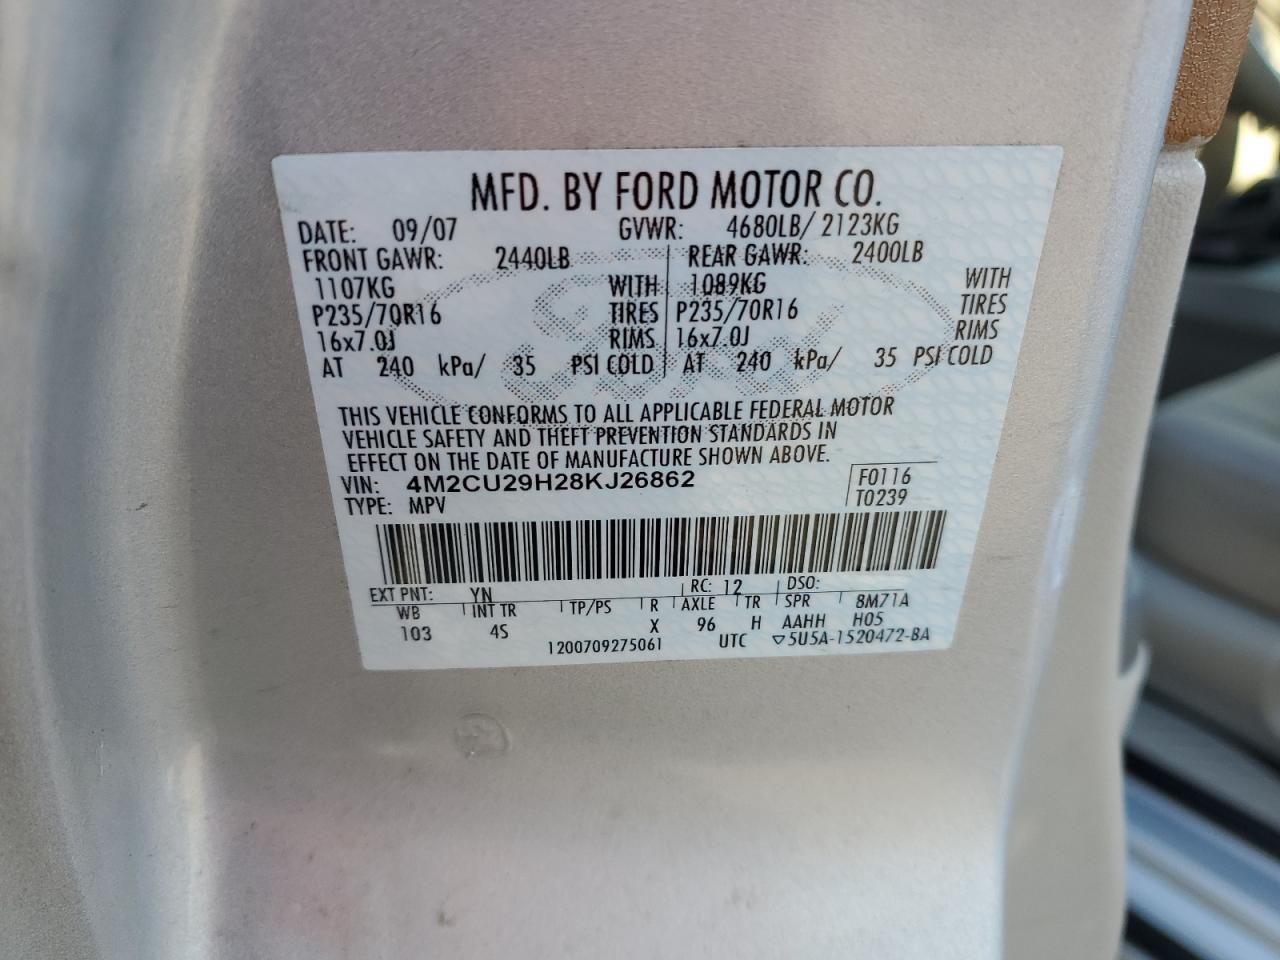 MFD. BY FORD MOTOR CO.
DATE: 09/07 GVWR: 4680LB/ 2123KG
FRONT GAWR: 2440LB REAR GAWR: 2400LB
1107KG WITH 1089KG WITH
P235/70R16 TIRES P235/70R16 TIRES
16x7.0J RIMS 16x7.0J RIMS
AT 240 kPa/ 35 PSI COLD AT 240 kPa/ 35 PSI COLD
THIS VEHICLE CONFORMS TO ALL APPLICABLE FEDERAL MOTOR
VEHICLE SAFETY AND THEFT PREVENTION STANDARDS IN
EFFECT ON THE DATE OF MANUFACTURE SHOWN ABOVE.
VIN: 4M2CU29H28KJ26862 F0116
TYPE: MPV T0239
EXT PNT: YN RC: 12 DSO:
WB INT TR TP/PS R AXLE TR SPR 8M71A
103 4S X 96 H AAHH H05
1200709275061 UTC ▽5U5A-1520472-BA